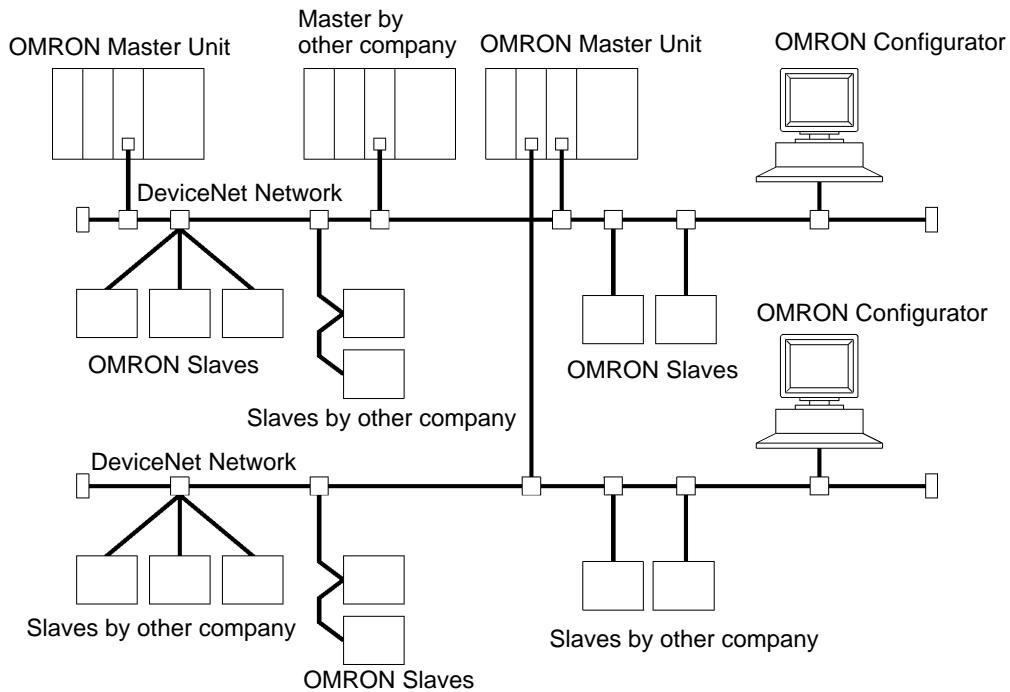 OMRON Master Unit
Master by
other company
OMRON Master Unit
OMRON Configurator
DeviceNet Network
OMRON Slaves
Slaves by other company
OMRON Slaves
OMRON Configurator
DeviceNet Network
Slaves by other company
OMRON Slaves
Slaves by other company